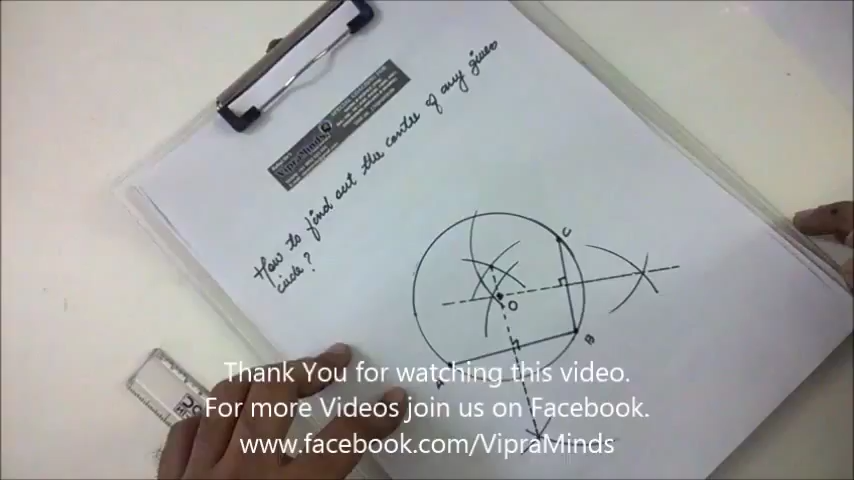 VipraMinds
How to find out the centre of any given
circle?
C
O
B
A
Thank You for watching this video.
For more Videos join us on Facebook.
www.facebook.com/VipraMinds